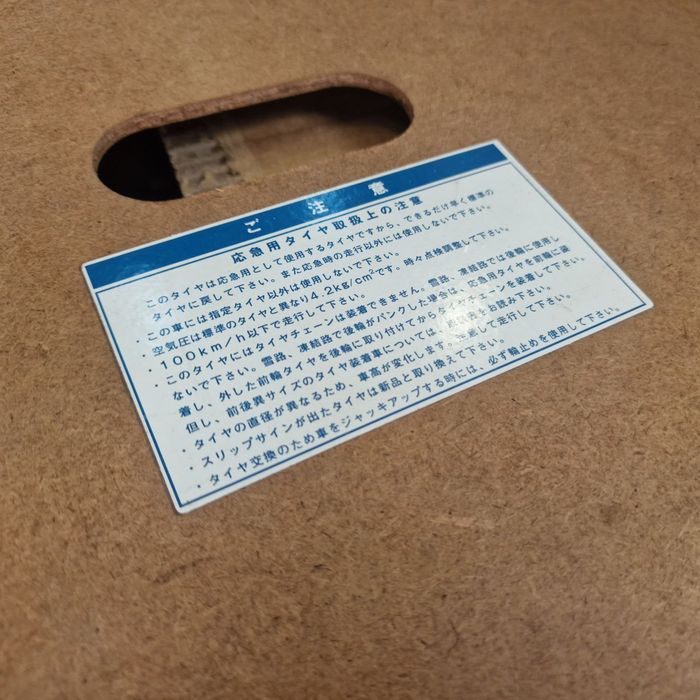 ご注意
応急用タイヤ取扱上の注意
このタイヤは応急用として使用するタイヤですから、できるだけ早く標準の
タイヤに戻して下さい。また応急時の走行以外には使用しないで下さい。
・この車には指定タイヤ以外は使用しないで下さい。
空気圧は標準のタイヤと異なり4.2kg/cm²です。時々点検調整して下さい。
・100km/h以下で走行して下さい。
・このタイヤにはタイヤチェーンは装着できません。雪路、凍結路では後輪に使用し
ないで下さい。雪路、凍結路で後輪がパンクした場合は、応急用タイヤを前輪に装
着し、外した前輪タイヤを後輪に取り付けてからタイヤチェーンを装着して下さい。
但し、前後異サイズのタイヤ装着車については をお読み下さい。
・タイヤの直径が異なるため、車高が変化します。 して走行して下さい。
・スリップサインが出たタイヤは新品と取り換えて下さい。
・タイヤ交換のため車をジャッキアップする時には、必ず輪止めを使用して下さい。